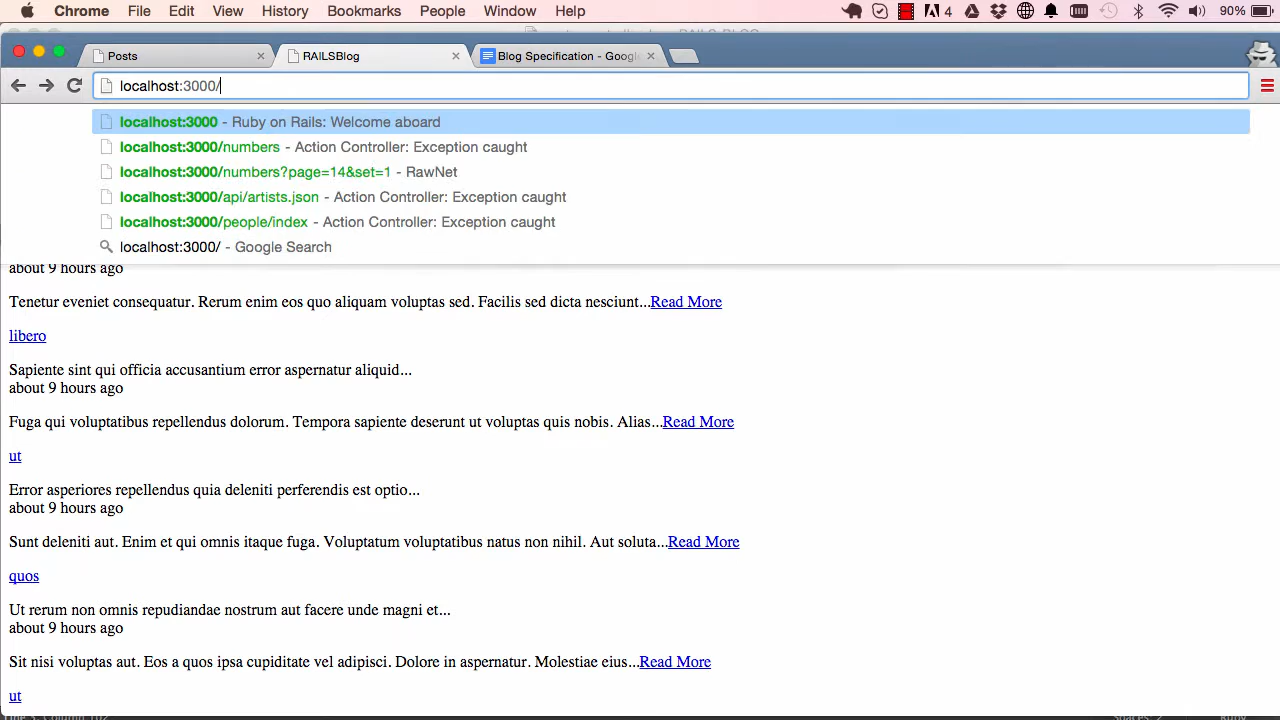 Chrome File Edit View History Bookmarks People Window Help 4 90%
Posts RAILSBlog Blog Specification - Googl
localhost:3000/
localhost:3000 - Ruby on Rails: Welcome aboard
localhost:3000/numbers - Action Controller: Exception caught
localhost:3000/numbers?page=14&set=1 - RawNet
localhost:3000/api/artists.json - Action Controller: Exception caught
localhost:3000/people/index - Action Controller: Exception caught
localhost:3000/ - Google Search
about 9 hours ago
Tenetur eveniet consequatur. Rerum enim eos quo aliquam voluptas sed. Facilis sed dicta nesciunt...Read More
libero
Sapiente sint qui officia accusantium error aspernatur aliquid...
about 9 hours ago
Fuga qui voluptatibus repellendus dolorum. Tempora sapiente deserunt ut voluptas quis nobis. Alias...Read More
ut
Error asperiores repellendus quia deleniti perferendis est optio...
about 9 hours ago
Sunt deleniti aut. Enim et qui omnis itaque fuga. Voluptatum voluptatibus natus non nihil. Aut soluta...Read More
quos
Ut rerum non omnis repudiandae nostrum aut facere unde magni et...
about 9 hours ago
Sit nisi voluptas aut. Eos a quos ipsa cupiditate vel adipisci. Dolore in aspernatur. Molestiae eius...Read More
ut